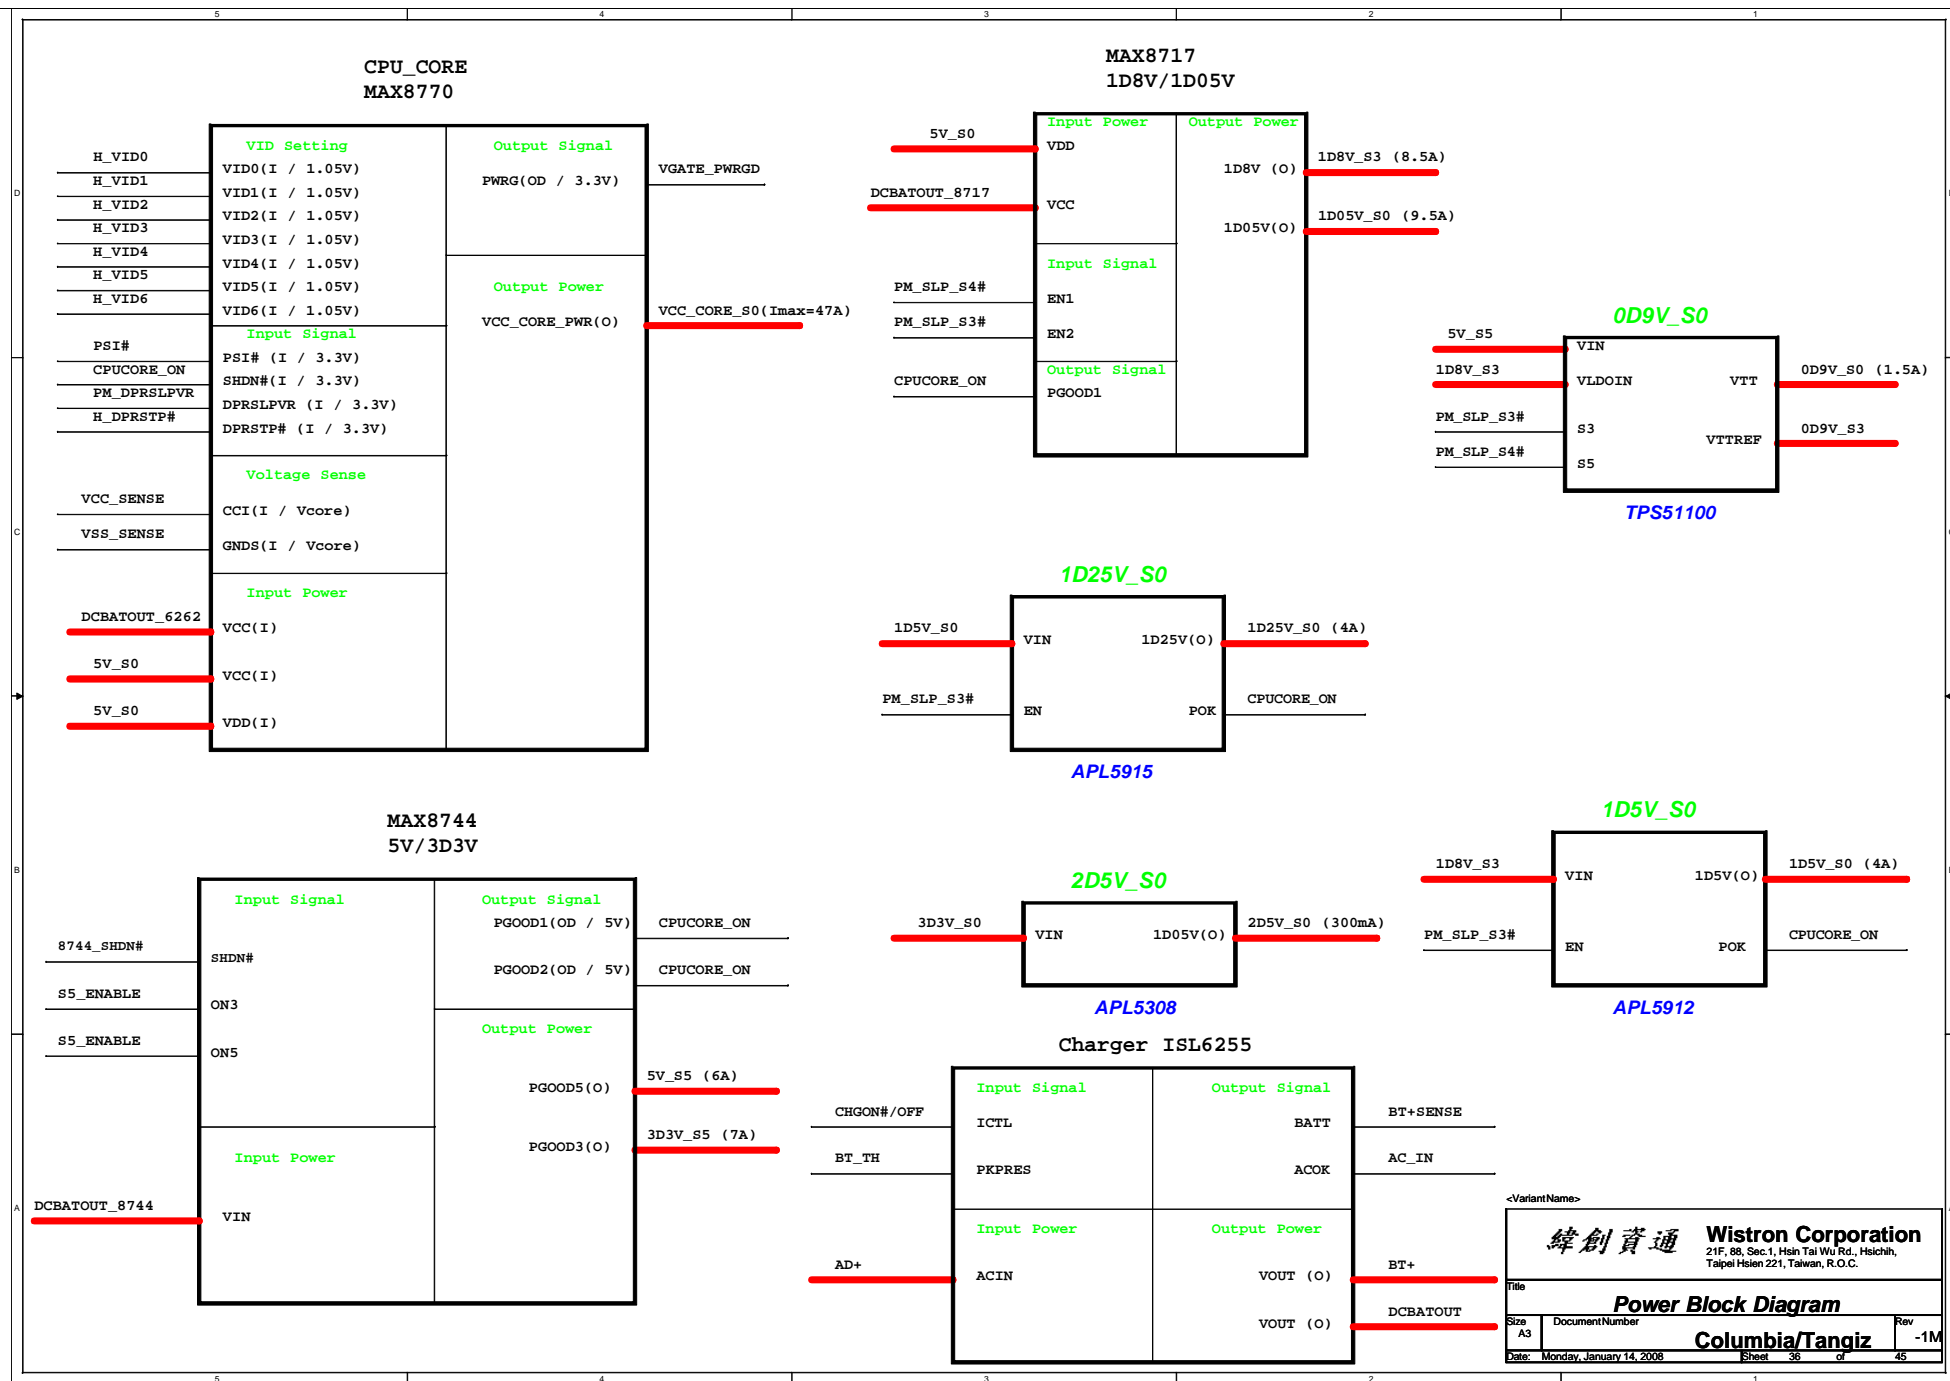 5 4 3 2 1
CPU_CORE
MAX8770
VID Setting
H_VID0 VID0(I / 1.05V)
H_VID1 VID1(I / 1.05V)
H_VID2 VID2(I / 1.05V)
H_VID3 VID3(I / 1.05V)
H_VID4 VID4(I / 1.05V)
H_VID5 VID5(I / 1.05V)
H_VID6 VID6(I / 1.05V)
Input Signal
PSI# PSI# (I / 3.3V)
CPUCORE_ON SHDN#(I / 3.3V)
PM_DPRSLPVR DPRSLPVR (I / 3.3V)
H_DPRSTP# DPRSTP# (I / 3.3V)
Voltage Sense
VCC_SENSE CCI(I / Vcore)
VSS_SENSE GNDS(I / Vcore)
Input Power
DCBATOUT_6262 VCC(I)
5V_S0 VCC(I)
5V_S0 VDD(I)
Output Signal
PWRG(OD / 3.3V) VGATE_PWRGD
Output Power
VCC_CORE_PWR(O) VCC_CORE_S0(Imax=47A)
MAX8717
1D8V/1D05V
Input Power
5V_S0 VDD
DCBATOUT_8717 VCC
Input Signal
PM_SLP_S4# EN1
PM_SLP_S3# EN2
Output Signal
CPUCORE_ON PGOOD1
Output Power
1D8V (O) 1D8V_S3 (8.5A)
1D05V(O) 1D05V_S0 (9.5A)
0D9V_S0
5V_S5 VIN
1D8V_S3 VLDOIN
PM_SLP_S3# S3
PM_SLP_S4# S5
VTT 0D9V_S0 (1.5A)
VTTREF 0D9V_S3
TPS51100
1D25V_S0
1D5V_S0 VIN 1D25V(O) 1D25V_S0 (4A)
PM_SLP_S3# EN POK CPUCORE_ON
APL5915
MAX8744
5V/3D3V
Input Signal
8744_SHDN# SHDN#
S5_ENABLE ON3
S5_ENABLE ON5
Input Power
DCBATOUT_8744 VIN
Output Signal
PGOOD1(OD / 5V) CPUCORE_ON
PGOOD2(OD / 5V) CPUCORE_ON
Output Power
PGOOD5(O) 5V_S5 (6A)
PGOOD3(O) 3D3V_S5 (7A)
2D5V_S0
3D3V_S0 VIN 1D05V(O) 2D5V_S0 (300mA)
APL5308
1D5V_S0
1D8V_S3 VIN 1D5V(O) 1D5V_S0 (4A)
PM_SLP_S3# EN POK CPUCORE_ON
APL5912
Charger ISL6255
Input Signal Output Signal
CHGON#/OFF ICTL BATT BT+SENSE
BT_TH PKPRES ACOK AC_IN
Input Power Output Power
AD+ ACIN VOUT (O) BT+
VOUT (O) DCBATOUT
<Variant Name>
緯創資通 Wistron Corporation
21F, 88, Sec.1, Hsin Tai Wu Rd., Hsichih,
Taipei Hsien 221, Taiwan, R.O.C.
Title
Power Block Diagram
Size Document Number Rev
A3 Columbia/Tangiz -1M
Date: Monday, January 14, 2008 Sheet 36 of 45
D
C
B
A
5 4 3 2 1